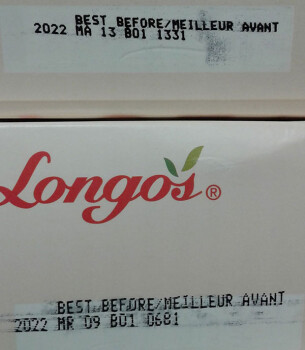 BEST BEFORE/MEILLEUR AVANT
2022 MA 13 B01 1331
Longo's®
BEST BEFORE/MEILLEUR AVANT
2022 MR 09 B01 0681